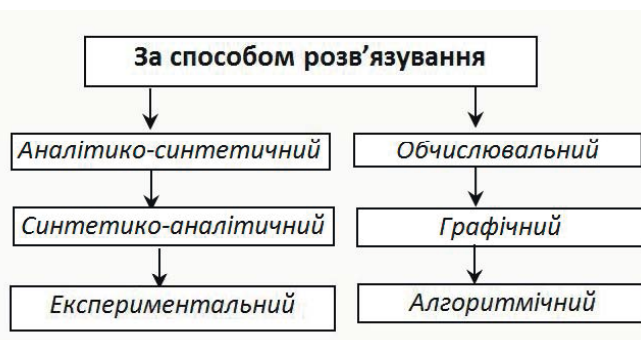 За способом розв’язування
Аналітико-синтетичний
Обчислювальний
Синтетико-аналітичний
Графічний
Експериментальний
Алгоритмічний